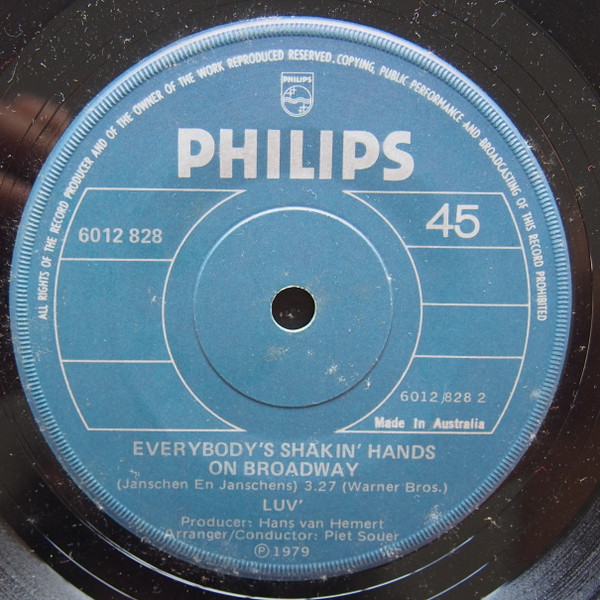 ALL RIGHTS OF THE RECORD PRODUCER AND OF THE OWNER OF THE WORK REPRODUCED RESERVED. COPYING, PUBLIC PERFORMANCE AND BROADCASTING OF THIS RECORD PROHIBITED
PHILIPS
PHILIPS
6012 828
45
6012 828 2
Made In Australia
EVERYBODY'S SHAKIN' HANDS
ON BROADWAY
(Janschen En Janschens) 3.27 (Warner Bros.)
LUV'
Producer: Hans van Hemert
Arranger/Conductor: Piet Souer
℗ 1979